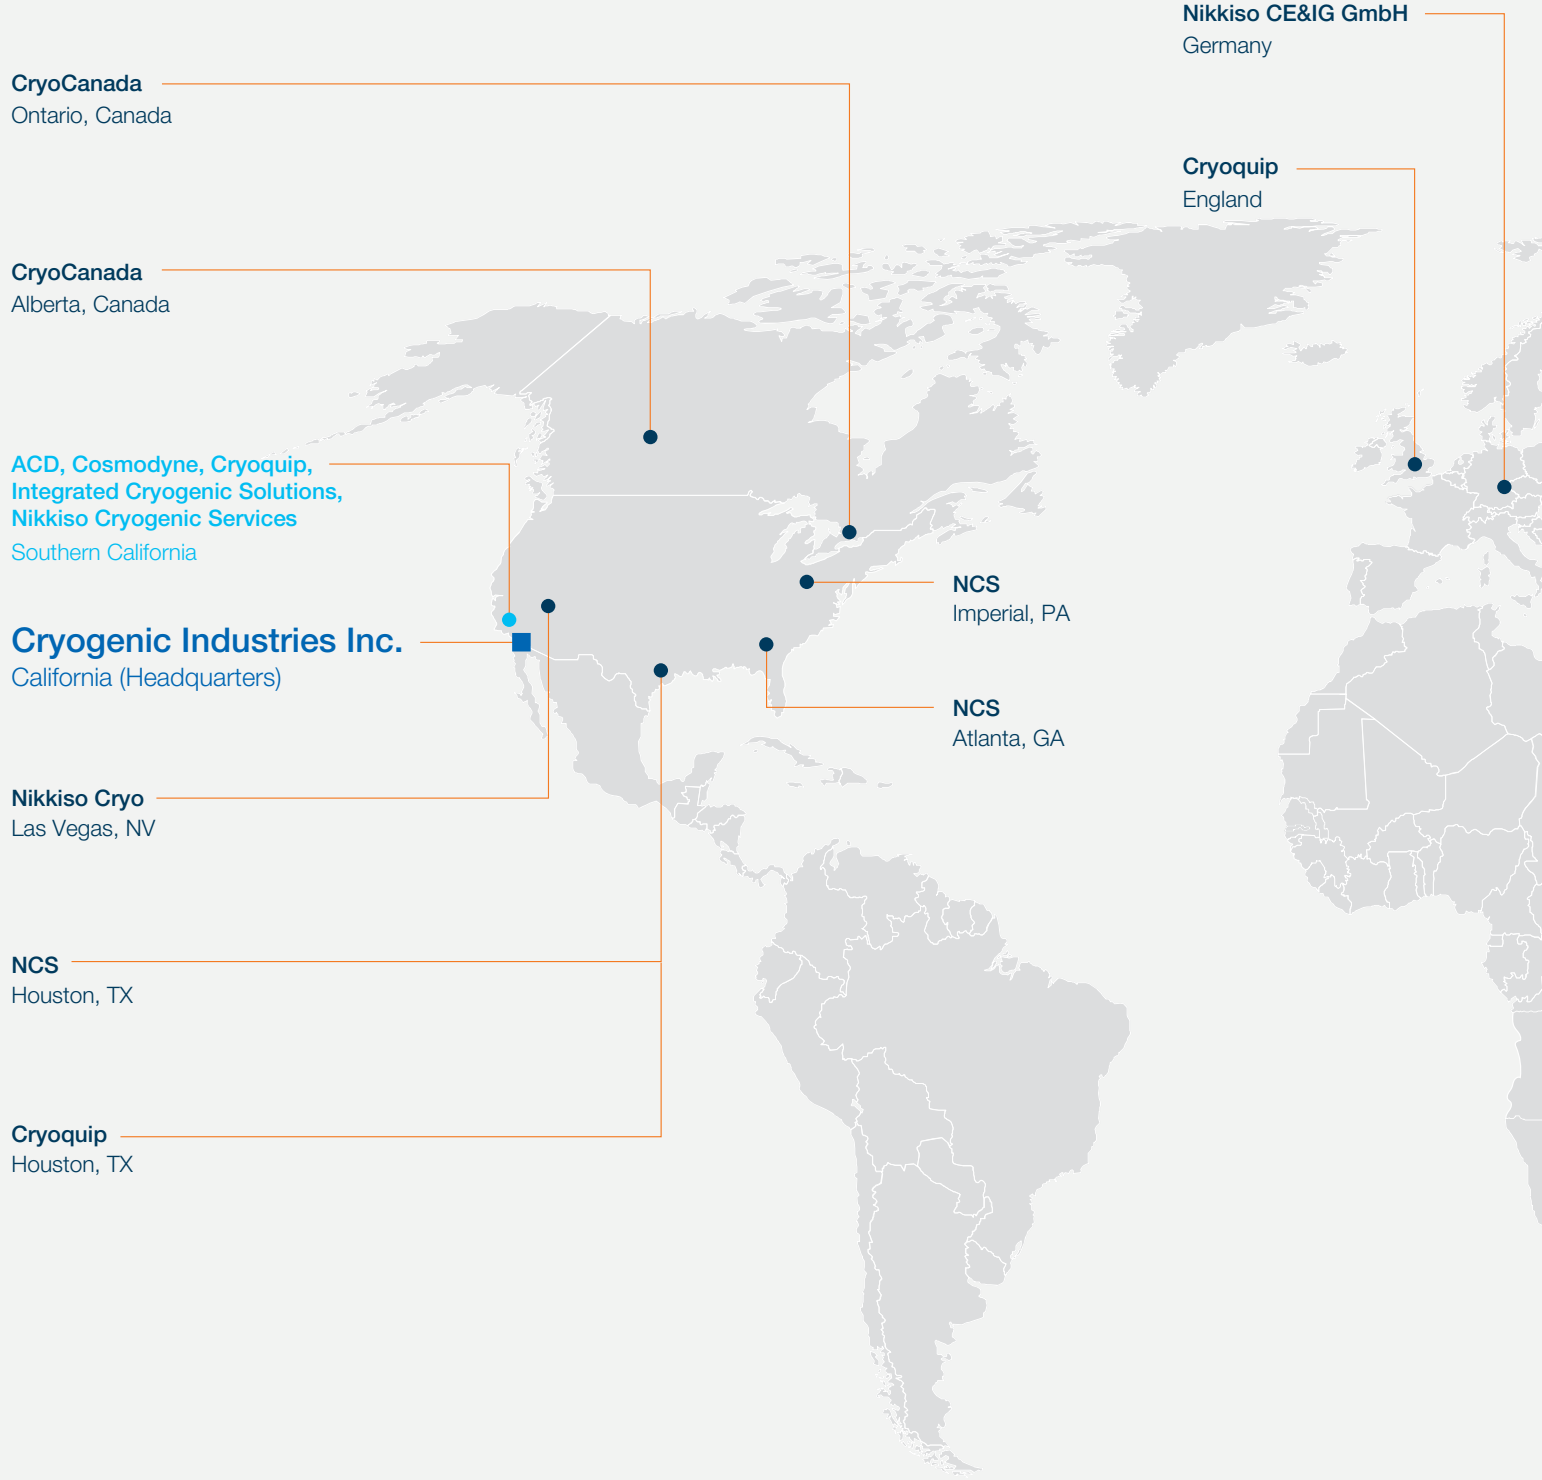 Nikkiso CE&IG GmbH
Germany
CryoCanada
Ontario, Canada
Cryoquip
England
CryoCanada
Alberta, Canada
ACD, Cosmodyne, Cryoquip,
Integrated Cryogenic Solutions,
Nikkiso Cryogenic Services
Southern California
NCS
Imperial, PA
Cryogenic Industries Inc.
California (Headquarters)
NCS
Atlanta, GA
Nikkiso Cryo
Las Vegas, NV
NCS
Houston, TX
Cryoquip
Houston, TX